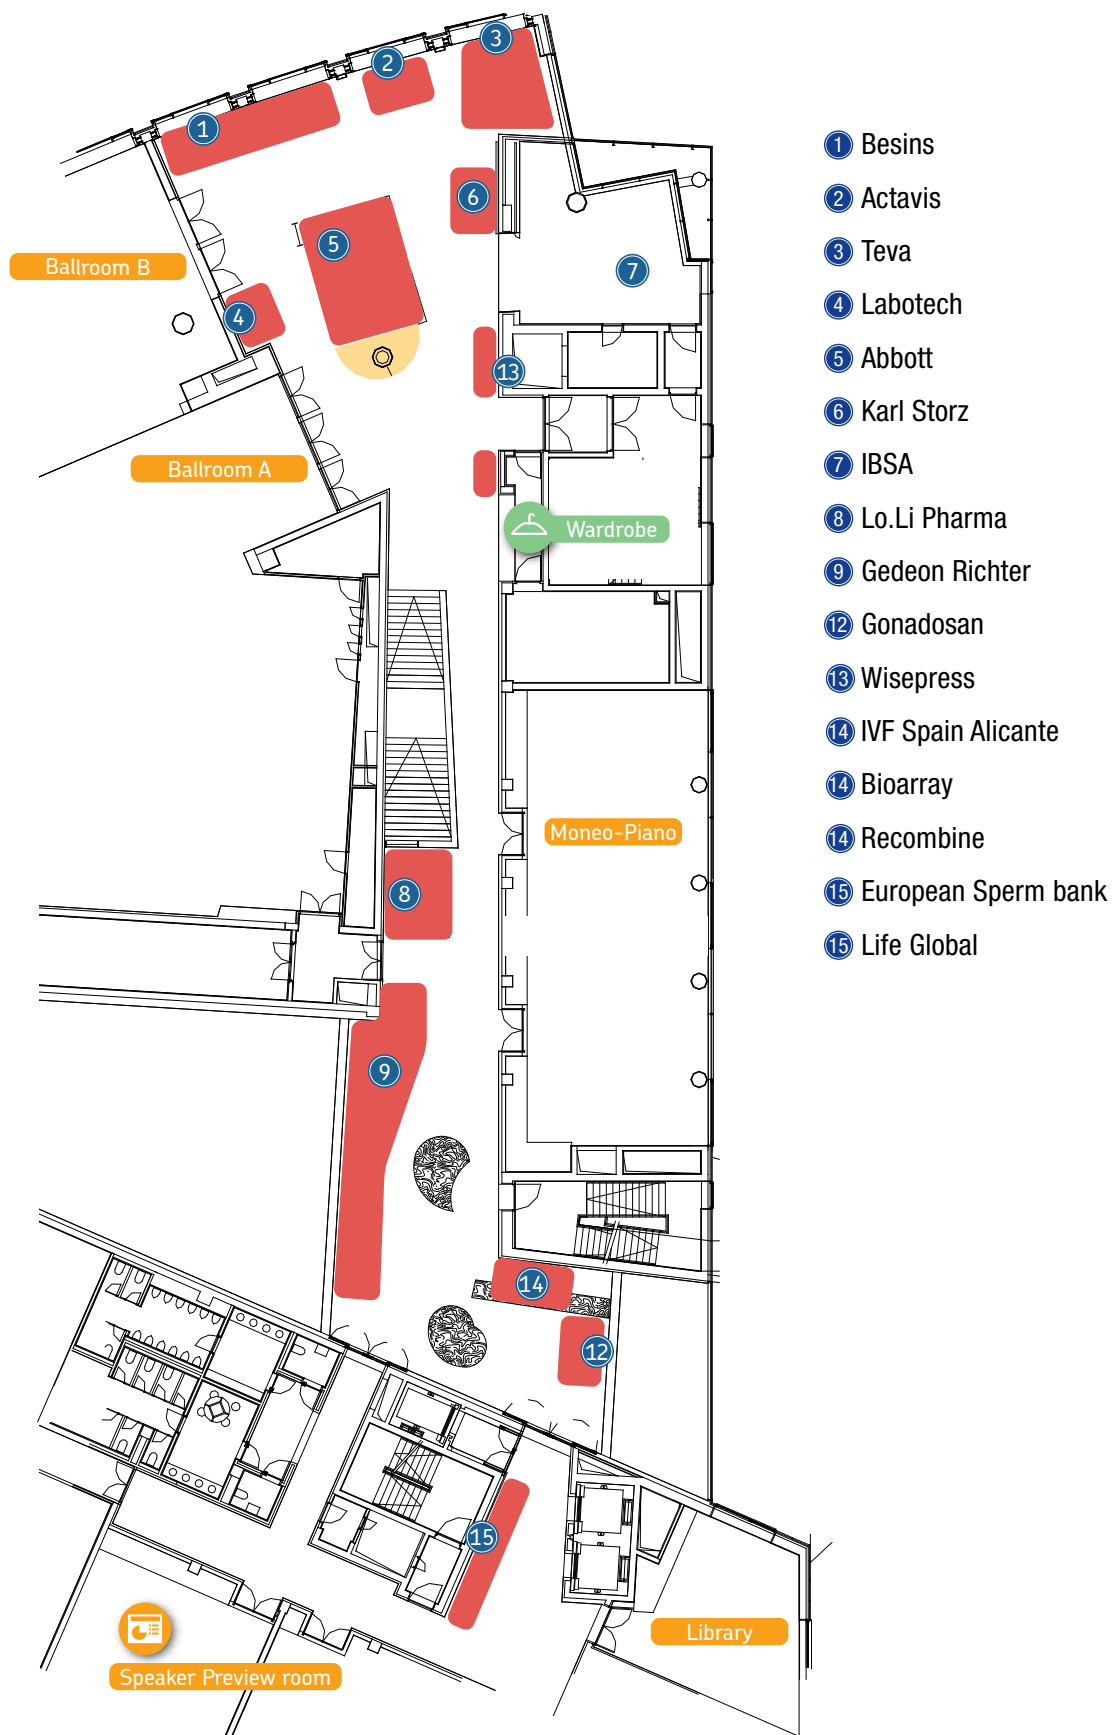 3
2
1
6
5
7
Ballroom B
4
13
Ballroom A
Wardrobe
Moneo-Piano
8
9
14
12
15
Library
Speaker Preview room
1 Besins
2 Actavis
3 Teva
4 Labotech
5 Abbott
6 Karl Storz
7 IBSA
8 Lo.Li Pharma
9 Gedeon Richter
12 Gonadosan
13 Wisepress
14 IVF Spain Alicante
14 Bioarray
14 Recombine
15 European Sperm bank
15 Life Global